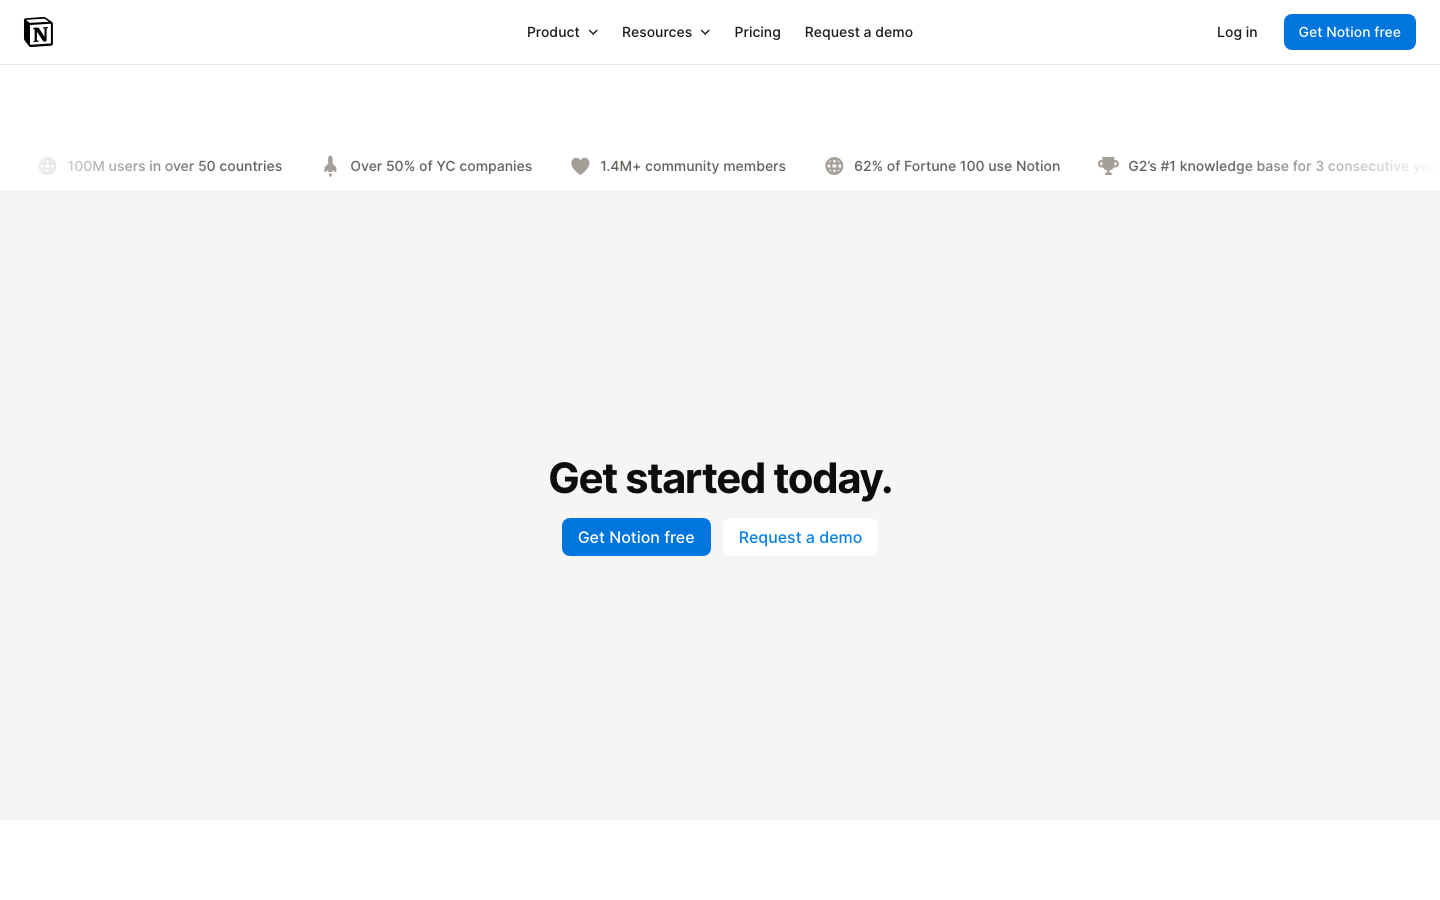 N
Product
Resources
Pricing
Request a demo
Log in
Get Notion free
100M users in over 50 countries
Over 50% of YC companies
1.4M+ community members
62% of Fortune 100 use Notion
G2’s #1 knowledge base for 3 consecutive
Get started today.
Get Notion free
Request a demo